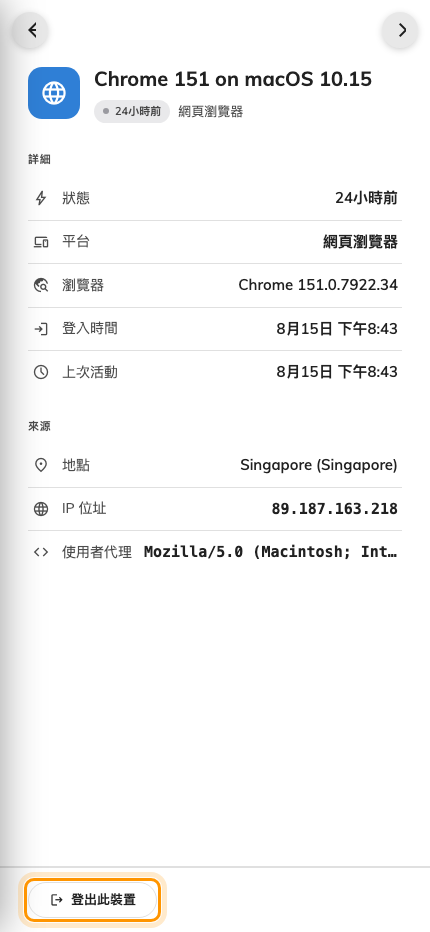 Chrome 151 on macOS 10.15
24小時前 網頁瀏覽器
詳細
狀態 24小時前
平台 網頁瀏覽器
瀏覽器 Chrome 151.0.7922.34
登入時間 8月15日 下午8:43
上次活動 8月15日 下午8:43
來源
地點 Singapore (Singapore)
IP 位址 89.187.163.218
使用者代理 Mozilla/5.0 (Macintosh; Int…
登出此裝置